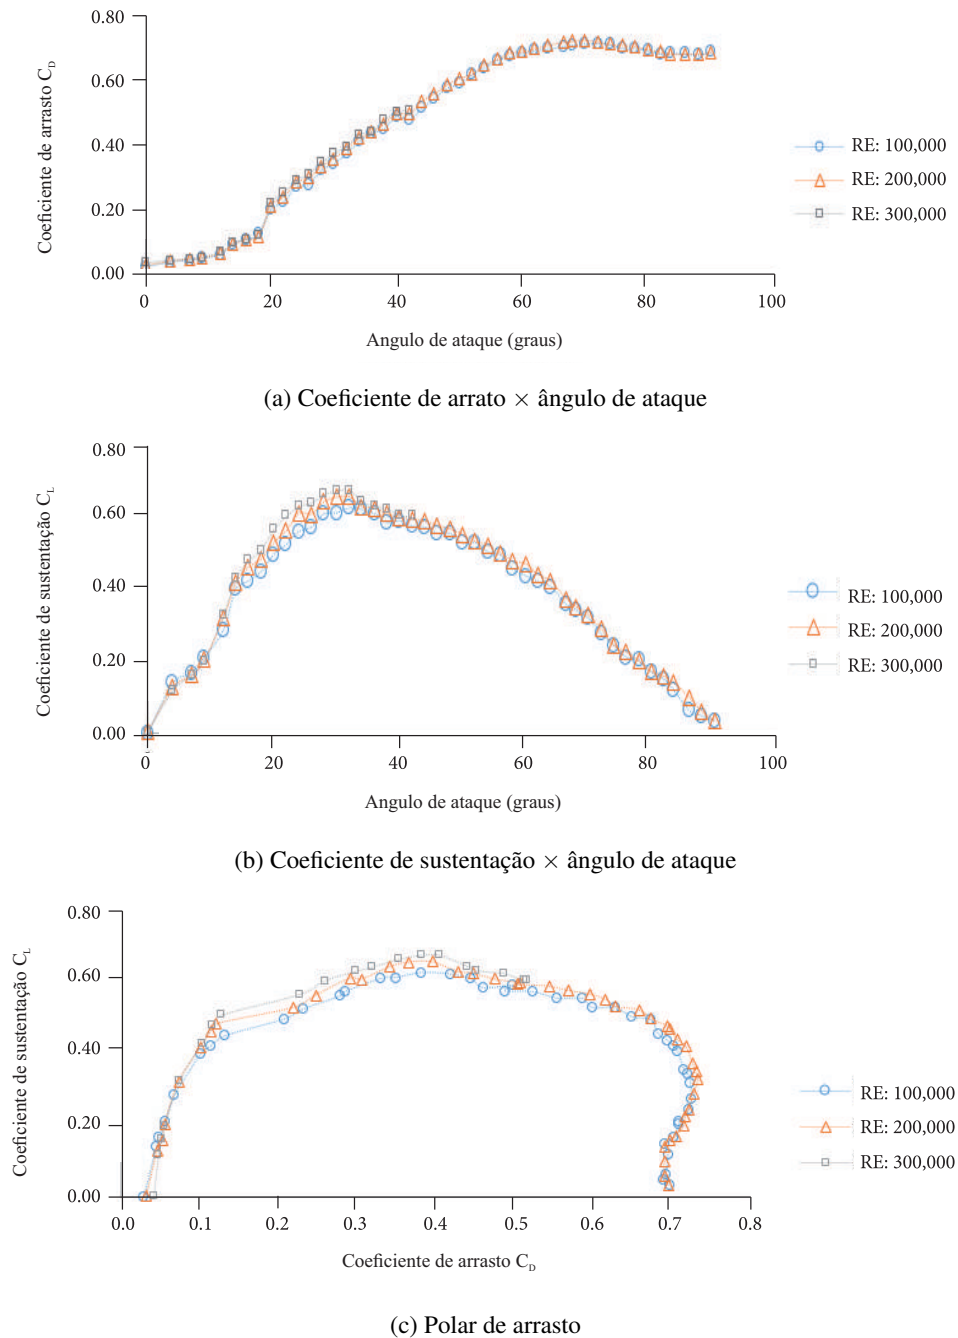 0.80
0.60
0.40
0.20
0.00
Coeficiente de arrasto C_D
0 20 40 60 80 100
Angulo de ataque (graus)
RE: 100,000
RE: 200,000
RE: 300,000
(a) Coeficiente de arrato × ângulo de ataque
0.80
0.60
0.40
0.20
0.00
Coeficiente de sustentação C_L
0 20 40 60 80 100
Angulo de ataque (graus)
RE: 100,000
RE: 200,000
RE: 300,000
(b) Coeficiente de sustentação × ângulo de ataque
0.80
0.60
0.40
0.20
0.00
Coeficiente de sustentação C_L
0.0 0.1 0.2 0.3 0.4 0.5 0.6 0.7 0.8
Coeficiente de arrasto C_D
RE: 100,000
RE: 200,000
RE: 300,000
(c) Polar de arrasto